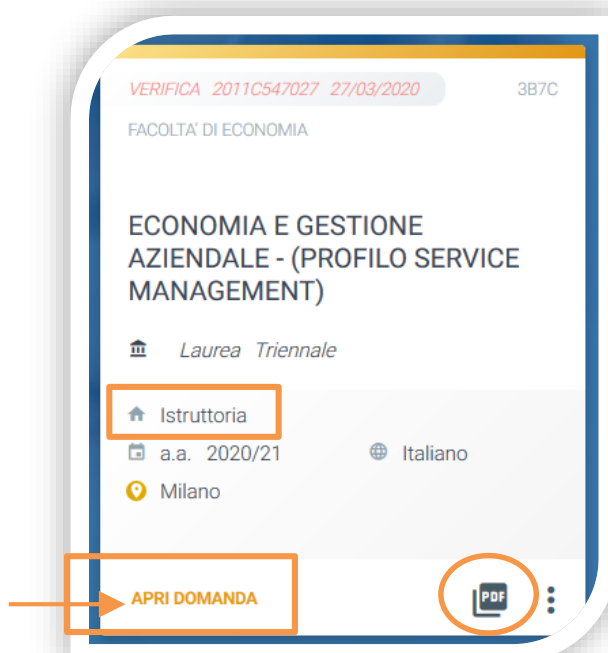 VERIFICA 2011C547027 27/03/2020 3B7C
FACOLTA' DI ECONOMIA
ECONOMIA E GESTIONE
AZIENDALE - (PROFILO SERVICE
MANAGEMENT)
Laurea Triennale
Istruttoria
a.a. 2020/21 Italiano
Milano
APRI DOMANDA PDF